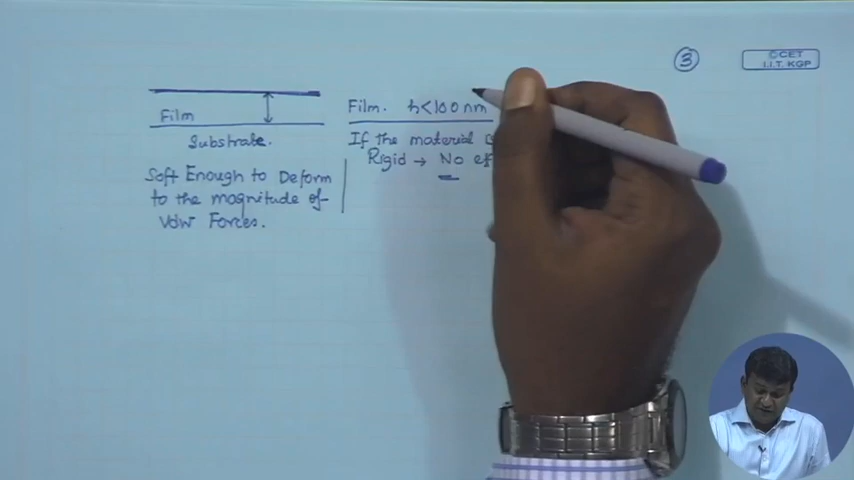 3
©CET
I.I.T. KGP
Film
Substrate.
Soft Enough to Deform
to the magnitude of
Vdw Forces.
Film. h<100 nm
If the material
Rigid → No